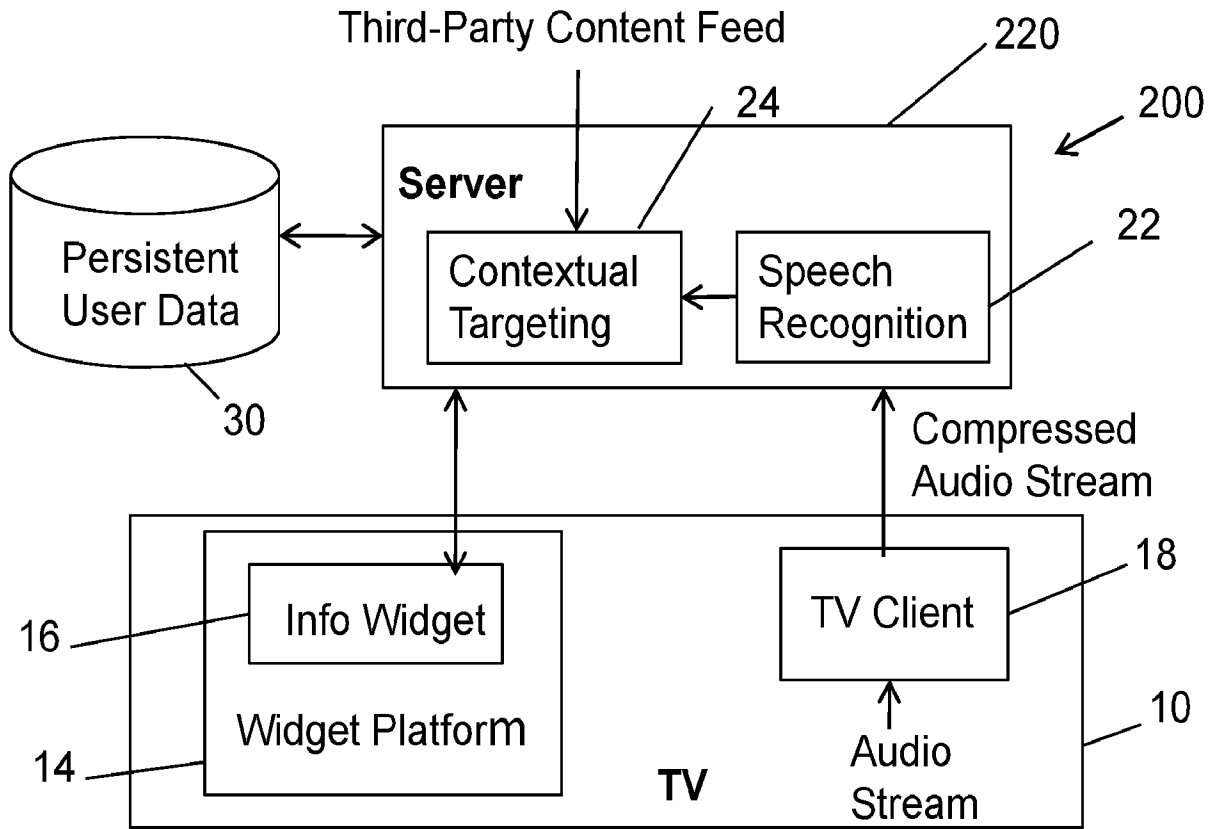 Third-Party Content Feed
220
24
200
Server
22
Persistent
User Data
Contextual
Targeting
Speech
Recognition
30
Compressed
Audio Stream
18
Info Widget
TV Client
16
Widget Platform
10
14
Audio
Stream
TV